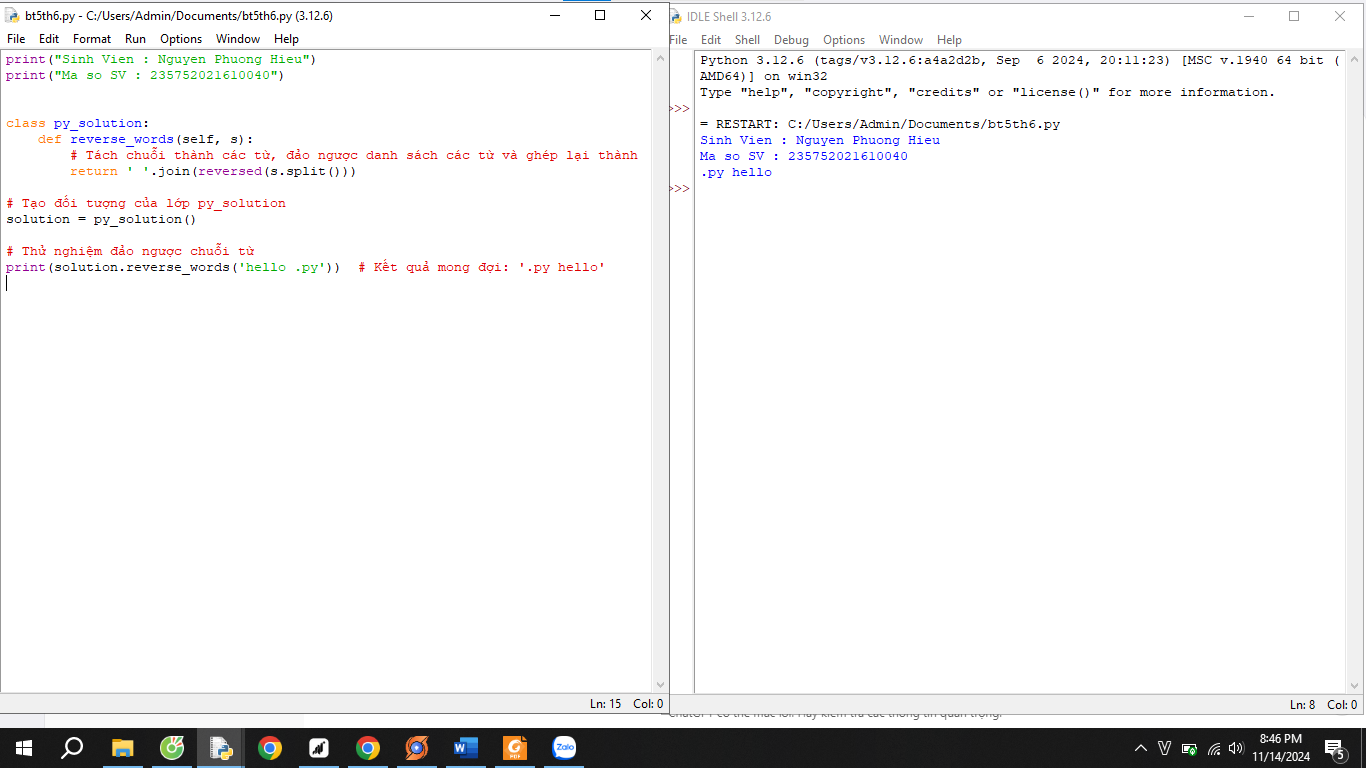 bt5th6.py - C:/Users/Admin/Documents/bt5th6.py (3.12.6)
File Edit Format Run Options Window Help
print("Sinh Vien : Nguyen Phuong Hieu")
print("Ma so SV : 235752021610040")
class py_solution:
    def reverse_words(self, s):
        # Tách chuỗi thành các từ, đảo ngược danh sách các từ và ghép lại thành
        return ' '.join(reversed(s.split()))
# Tạo đối tượng của lớp py_solution
solution = py_solution()
# Thử nghiệm đảo ngược chuỗi từ
print(solution.reverse_words('hello .py'))  # Kết quả mong đợi: '.py hello'
Ln: 15 Col: 0
IDLE Shell 3.12.6
File Edit Shell Debug Options Window Help
Python 3.12.6 (tags/v3.12.6:a4a2d2b, Sep  6 2024, 20:11:23) [MSC v.1940 64 bit (
AMD64)] on win32
Type "help", "copyright", "credits" or "license()" for more information.
>>>
= RESTART: C:/Users/Admin/Documents/bt5th6.py
Sinh Vien : Nguyen Phuong Hieu
Ma so SV : 235752021610040
.py hello
>>>
Ln: 8 Col: 0
Zalo
8:46 PM
11/14/2024
5